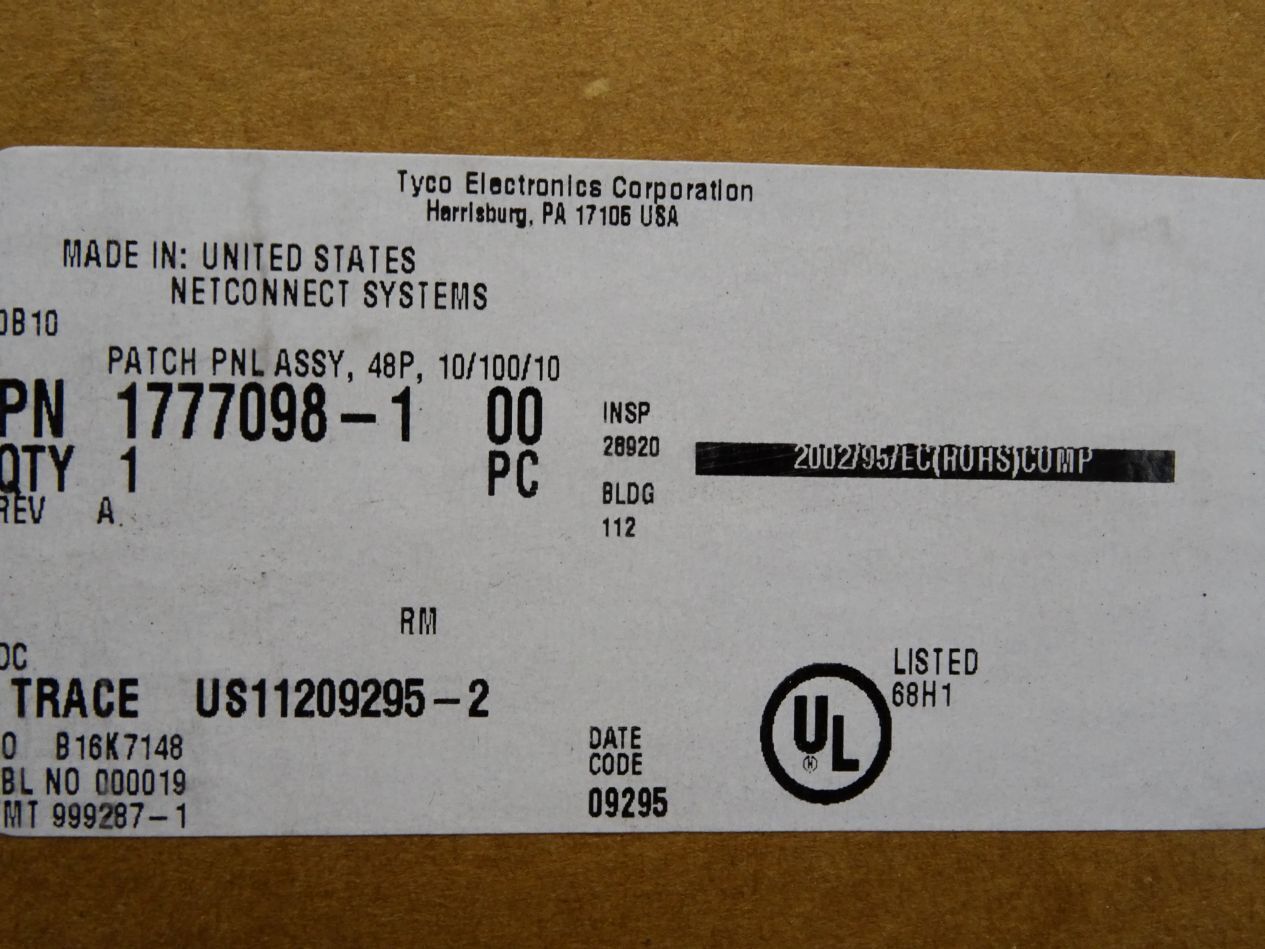 Tyco Electronics Corporation
Harrisburg, PA 17105 USA
MADE IN: UNITED STATES
NETCONNECT SYSTEMS
0B10
PATCH PNL ASSY, 48P, 10/100/10
PN 1777098-1 00
QTY 1 PC
REV A
INSP
28920
BLDG
112
2002/95/EC(ROHS)COMP
RM
TRACE US11209295-2
O B16K7148
BL NO 000019
MT 999287-1
DATE
CODE
09295
UL
LISTED
68H1